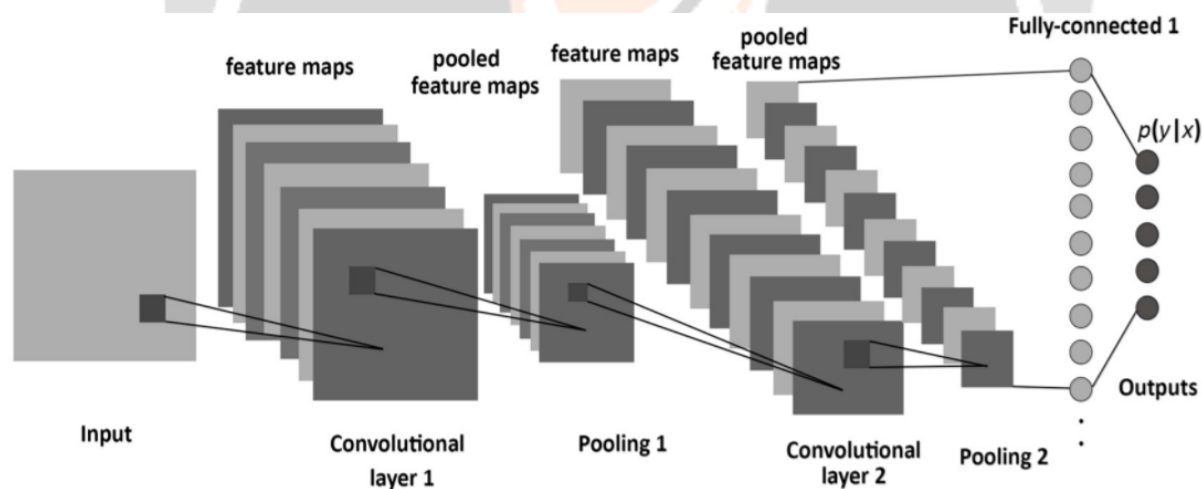 Fully-connected 1
pooled
feature maps
feature maps
pooled
feature maps
feature maps
p(y|x)
Input
Convolutional
layer 1
Pooling 1
Convolutional
layer 2
Pooling 2
Outputs